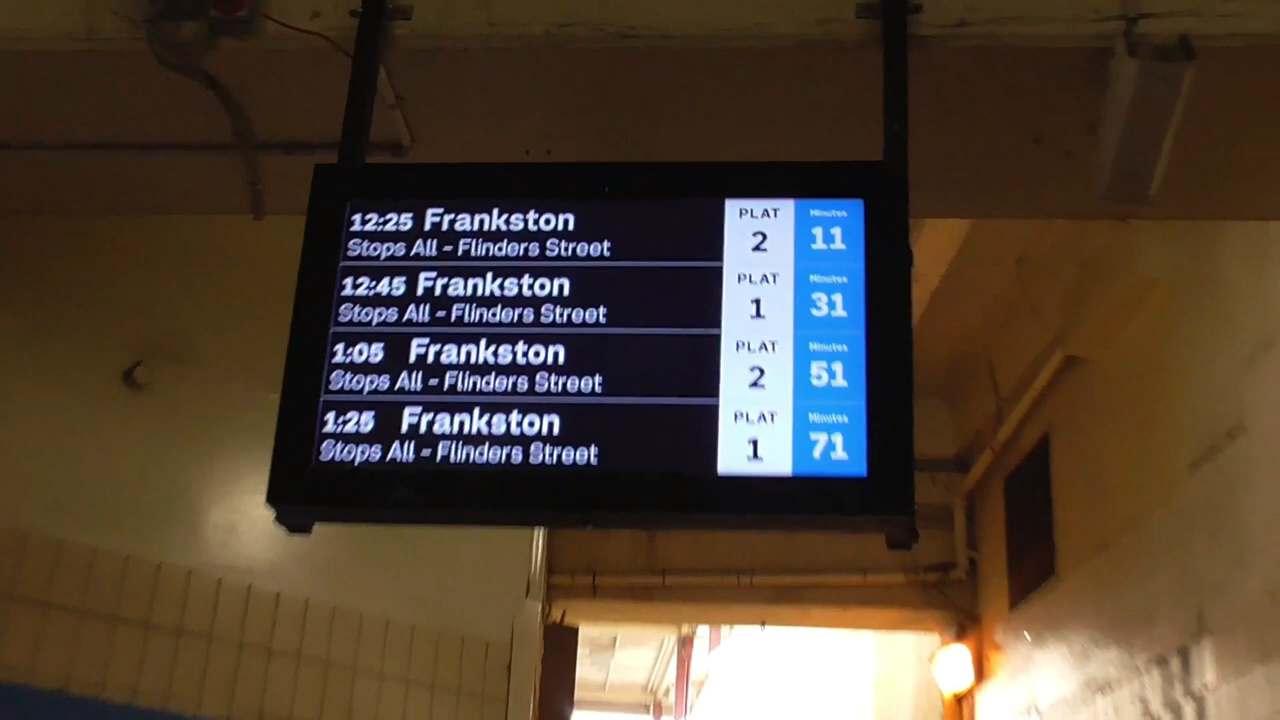 12:25 Frankston PLAT Minutes
Stops All - Flinders Street 2 11
12:45 Frankston PLAT Minutes
Stops All - Flinders Street 1 31
1:05 Frankston PLAT Minutes
Stops All - Flinders Street 2 51
1:25 Frankston PLAT Minutes
Stops All - Flinders Street 1 71